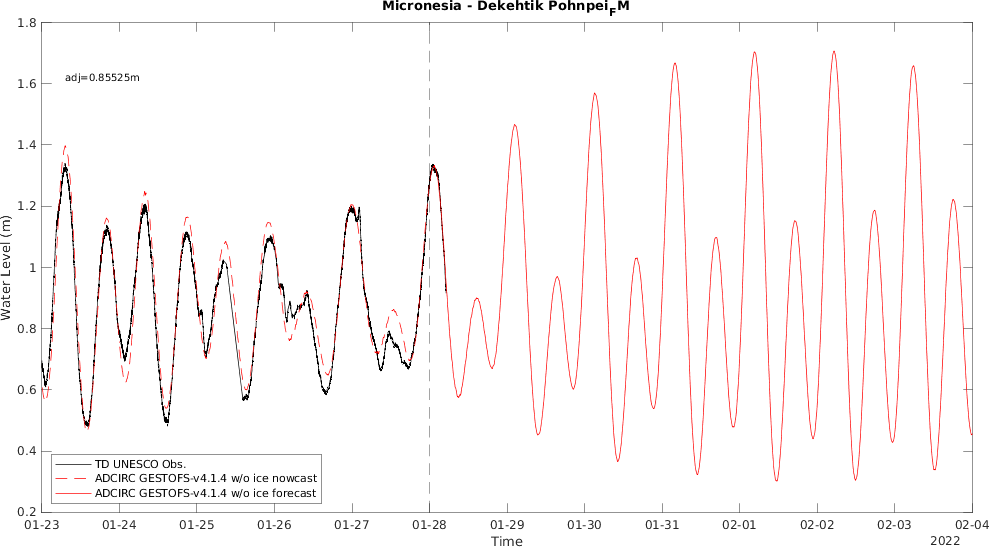 Micronesia - Dekehtik Pohnpei_FM
1.8
adj=0.85525m
1.6
1.4
1.2
1
0.8
0.6
0.4
0.2
Water Level (m)
TD UNESCO Obs.
ADCIRC GESTOFS-v4.1.4 w/o ice nowcast
ADCIRC GESTOFS-v4.1.4 w/o ice forecast
01-23 01-24 01-25 01-26 01-27 01-28 01-29 01-30 01-31 02-01 02-02 02-03 02-04
Time
2022